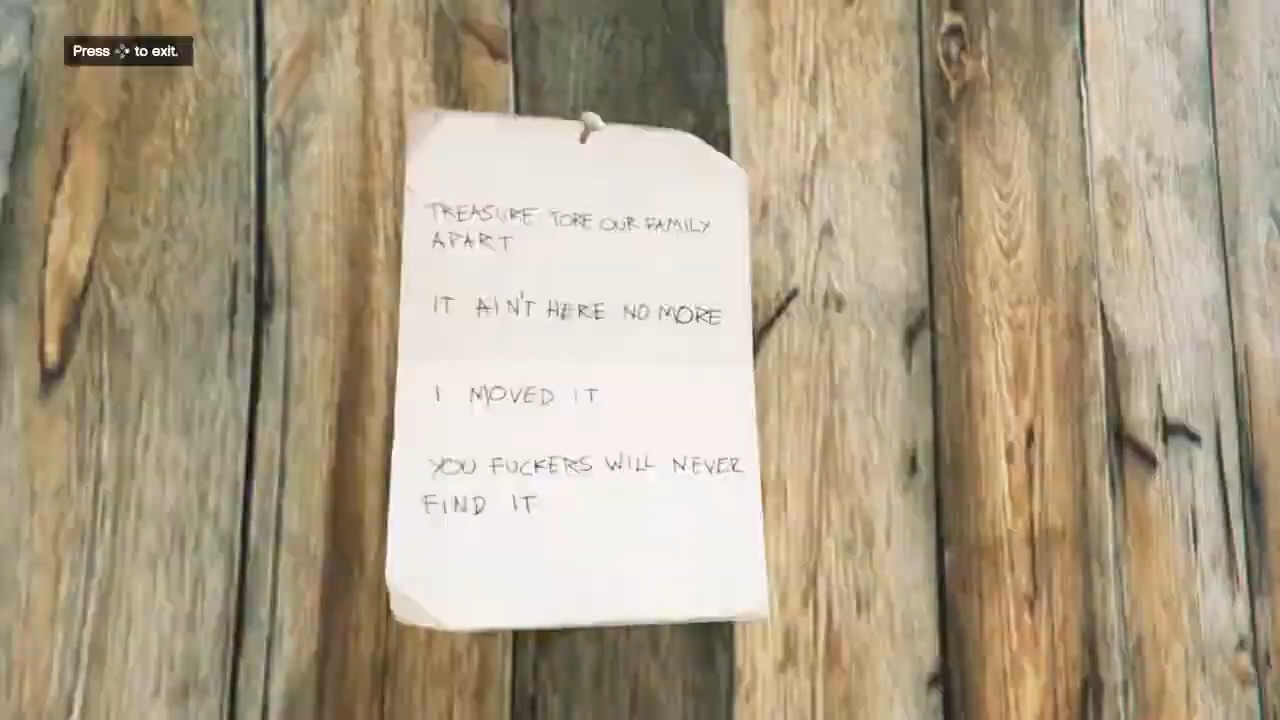 Press to exit.
TREASURE TORE OUR FAMILY
APART
IT AIN'T HERE NO MORE
I MOVED IT
YOU FUCKERS WILL NEVER
FIND IT